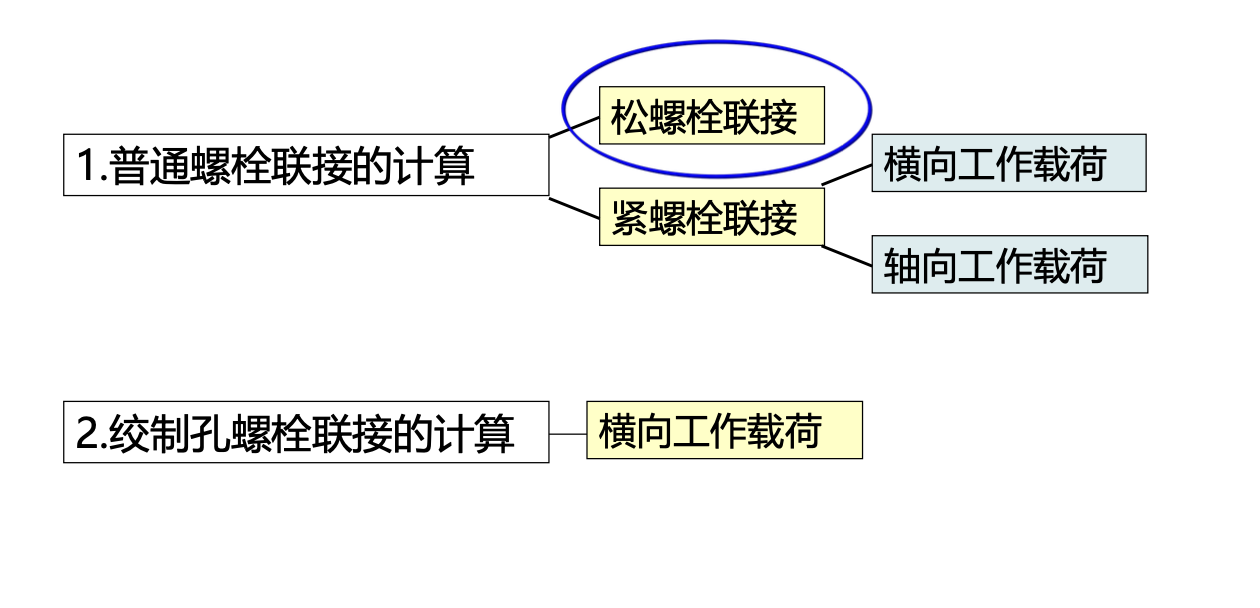 松螺栓联接
1.普通螺栓联接的计算
横向工作载荷
紧螺栓联接
轴向工作载荷
2.绞制孔螺栓联接的计算
横向工作载荷